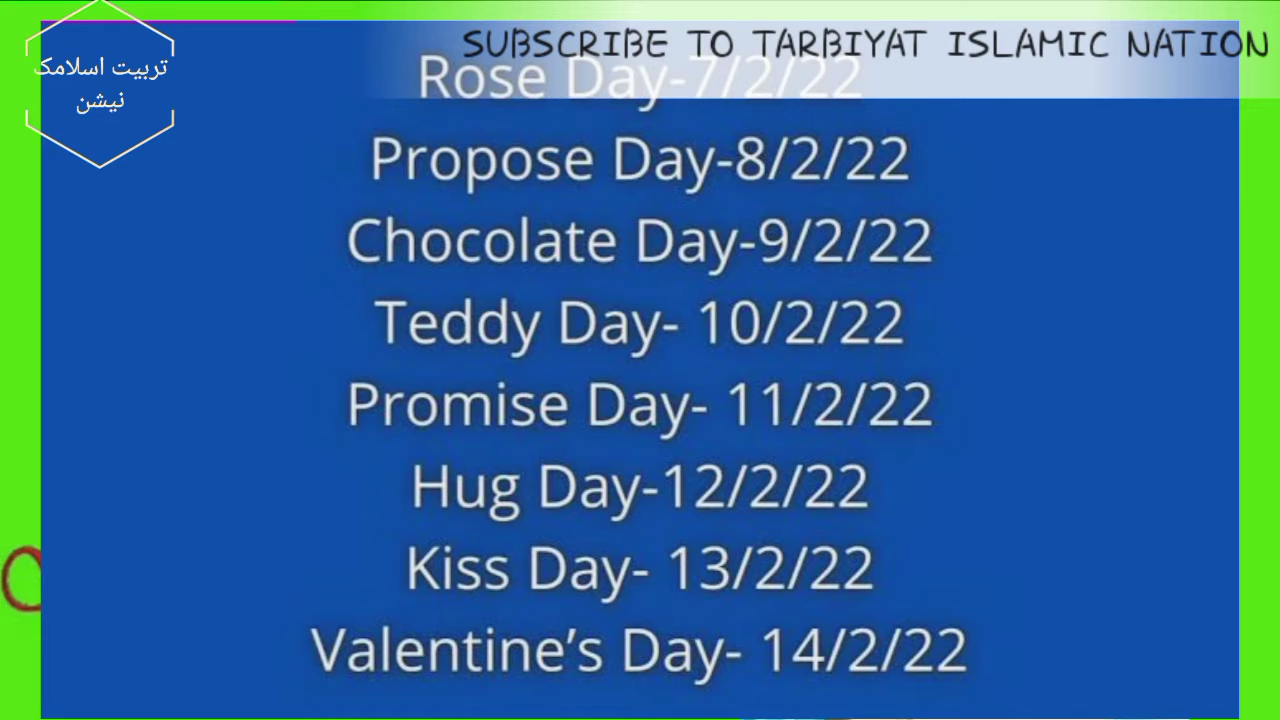 SUBSCRIBE TO TARBIYAT ISLAMIC NATION
تربیت اسلامک
نیشن
Rose Day-7/2/22
Propose Day-8/2/22
Chocolate Day-9/2/22
Teddy Day- 10/2/22
Promise Day- 11/2/22
Hug Day-12/2/22
Kiss Day- 13/2/22
Valentine’s Day- 14/2/22